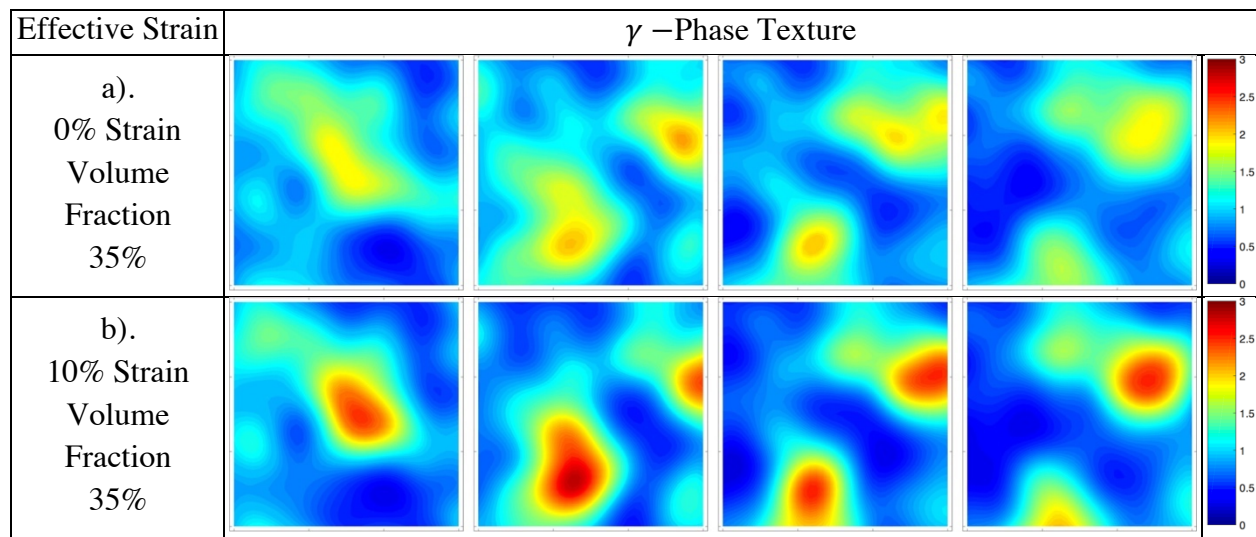 Effective Strain
γ −Phase Texture
a).
0% Strain
Volume
Fraction
35%
3
2.5
2
1.5
1
0.5
0
b).
10% Strain
Volume
Fraction
35%
3
2.5
2
1.5
1
0.5
0